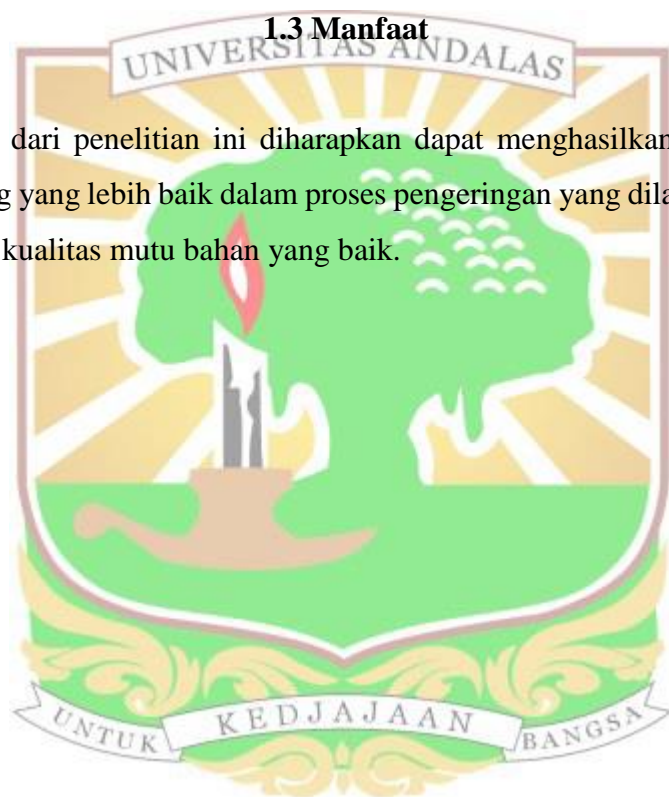 1.3 Manfaat
UNIVERSITAS ANDALAS
dari penelitian ini diharapkan dapat menghasilkan
g yang lebih baik dalam proses pengeringan yang dila
kualitas mutu bahan yang baik.
UNTUK KEDJAJAAN BANGSA